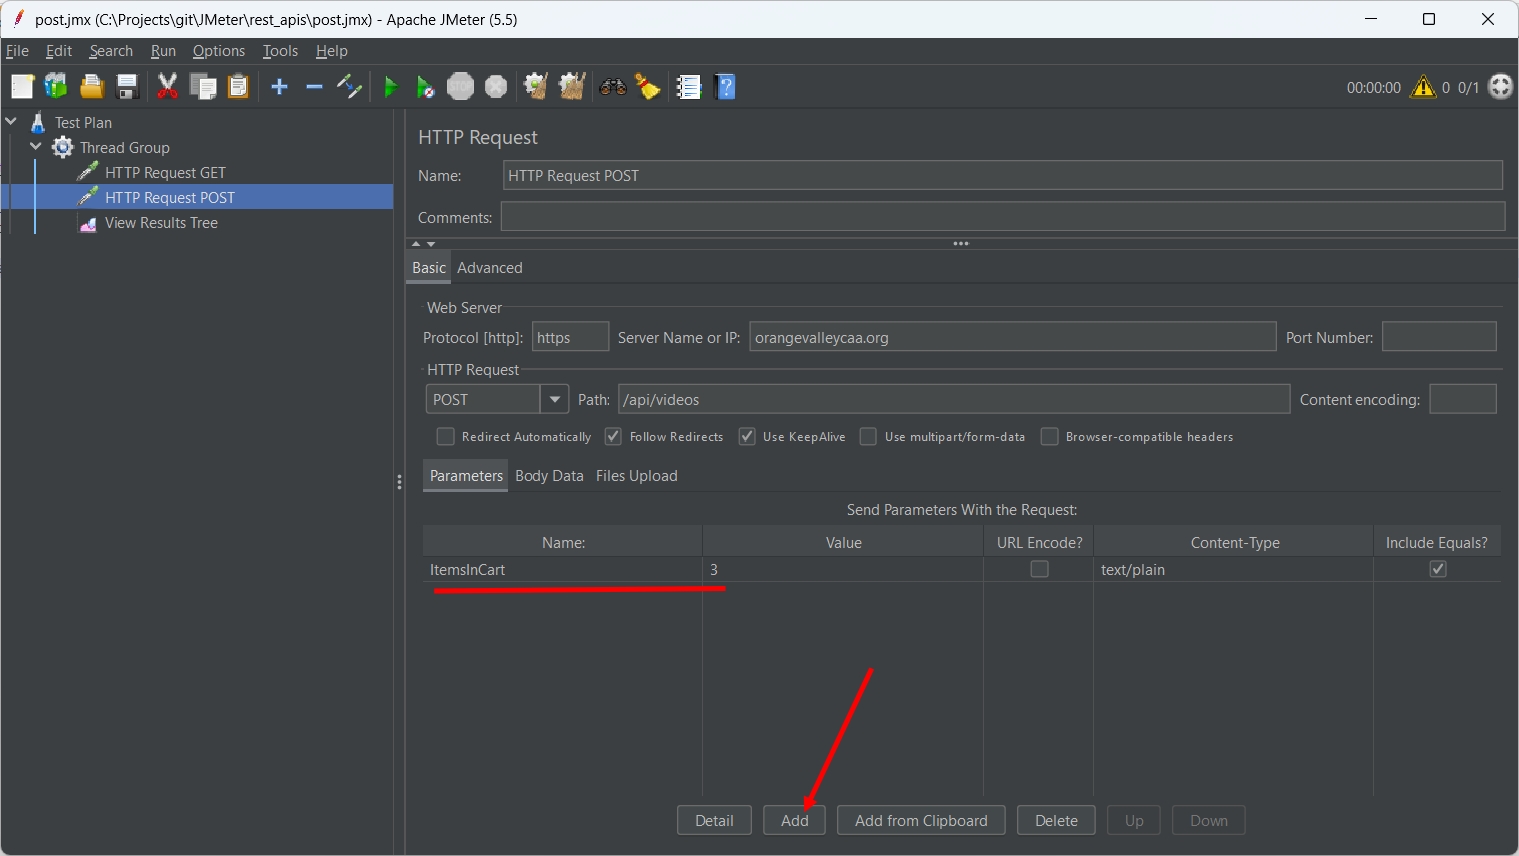 post.jmx (C:\Projects\git\JMeter\rest_apis\post.jmx) - Apache JMeter (5.5)
File Edit Search Run Options Tools Help
STOP 00:00:00 0 0/1
Test Plan
Thread Group
HTTP Request GET
HTTP Request POST
View Results Tree
HTTP Request
Name: HTTP Request POST
Comments:
Basic Advanced
Web Server
Protocol [http]: https Server Name or IP: orangevalleycaa.org Port Number:
HTTP Request
POST Path: /api/videos Content encoding:
Redirect Automatically Follow Redirects Use KeepAlive Use multipart/form-data Browser-compatible headers
Parameters Body Data Files Upload
Send Parameters With the Request:
Name: Value URL Encode? Content-Type Include Equals?
ItemsInCart 3 text/plain
Detail Add Add from Clipboard Delete Up Down